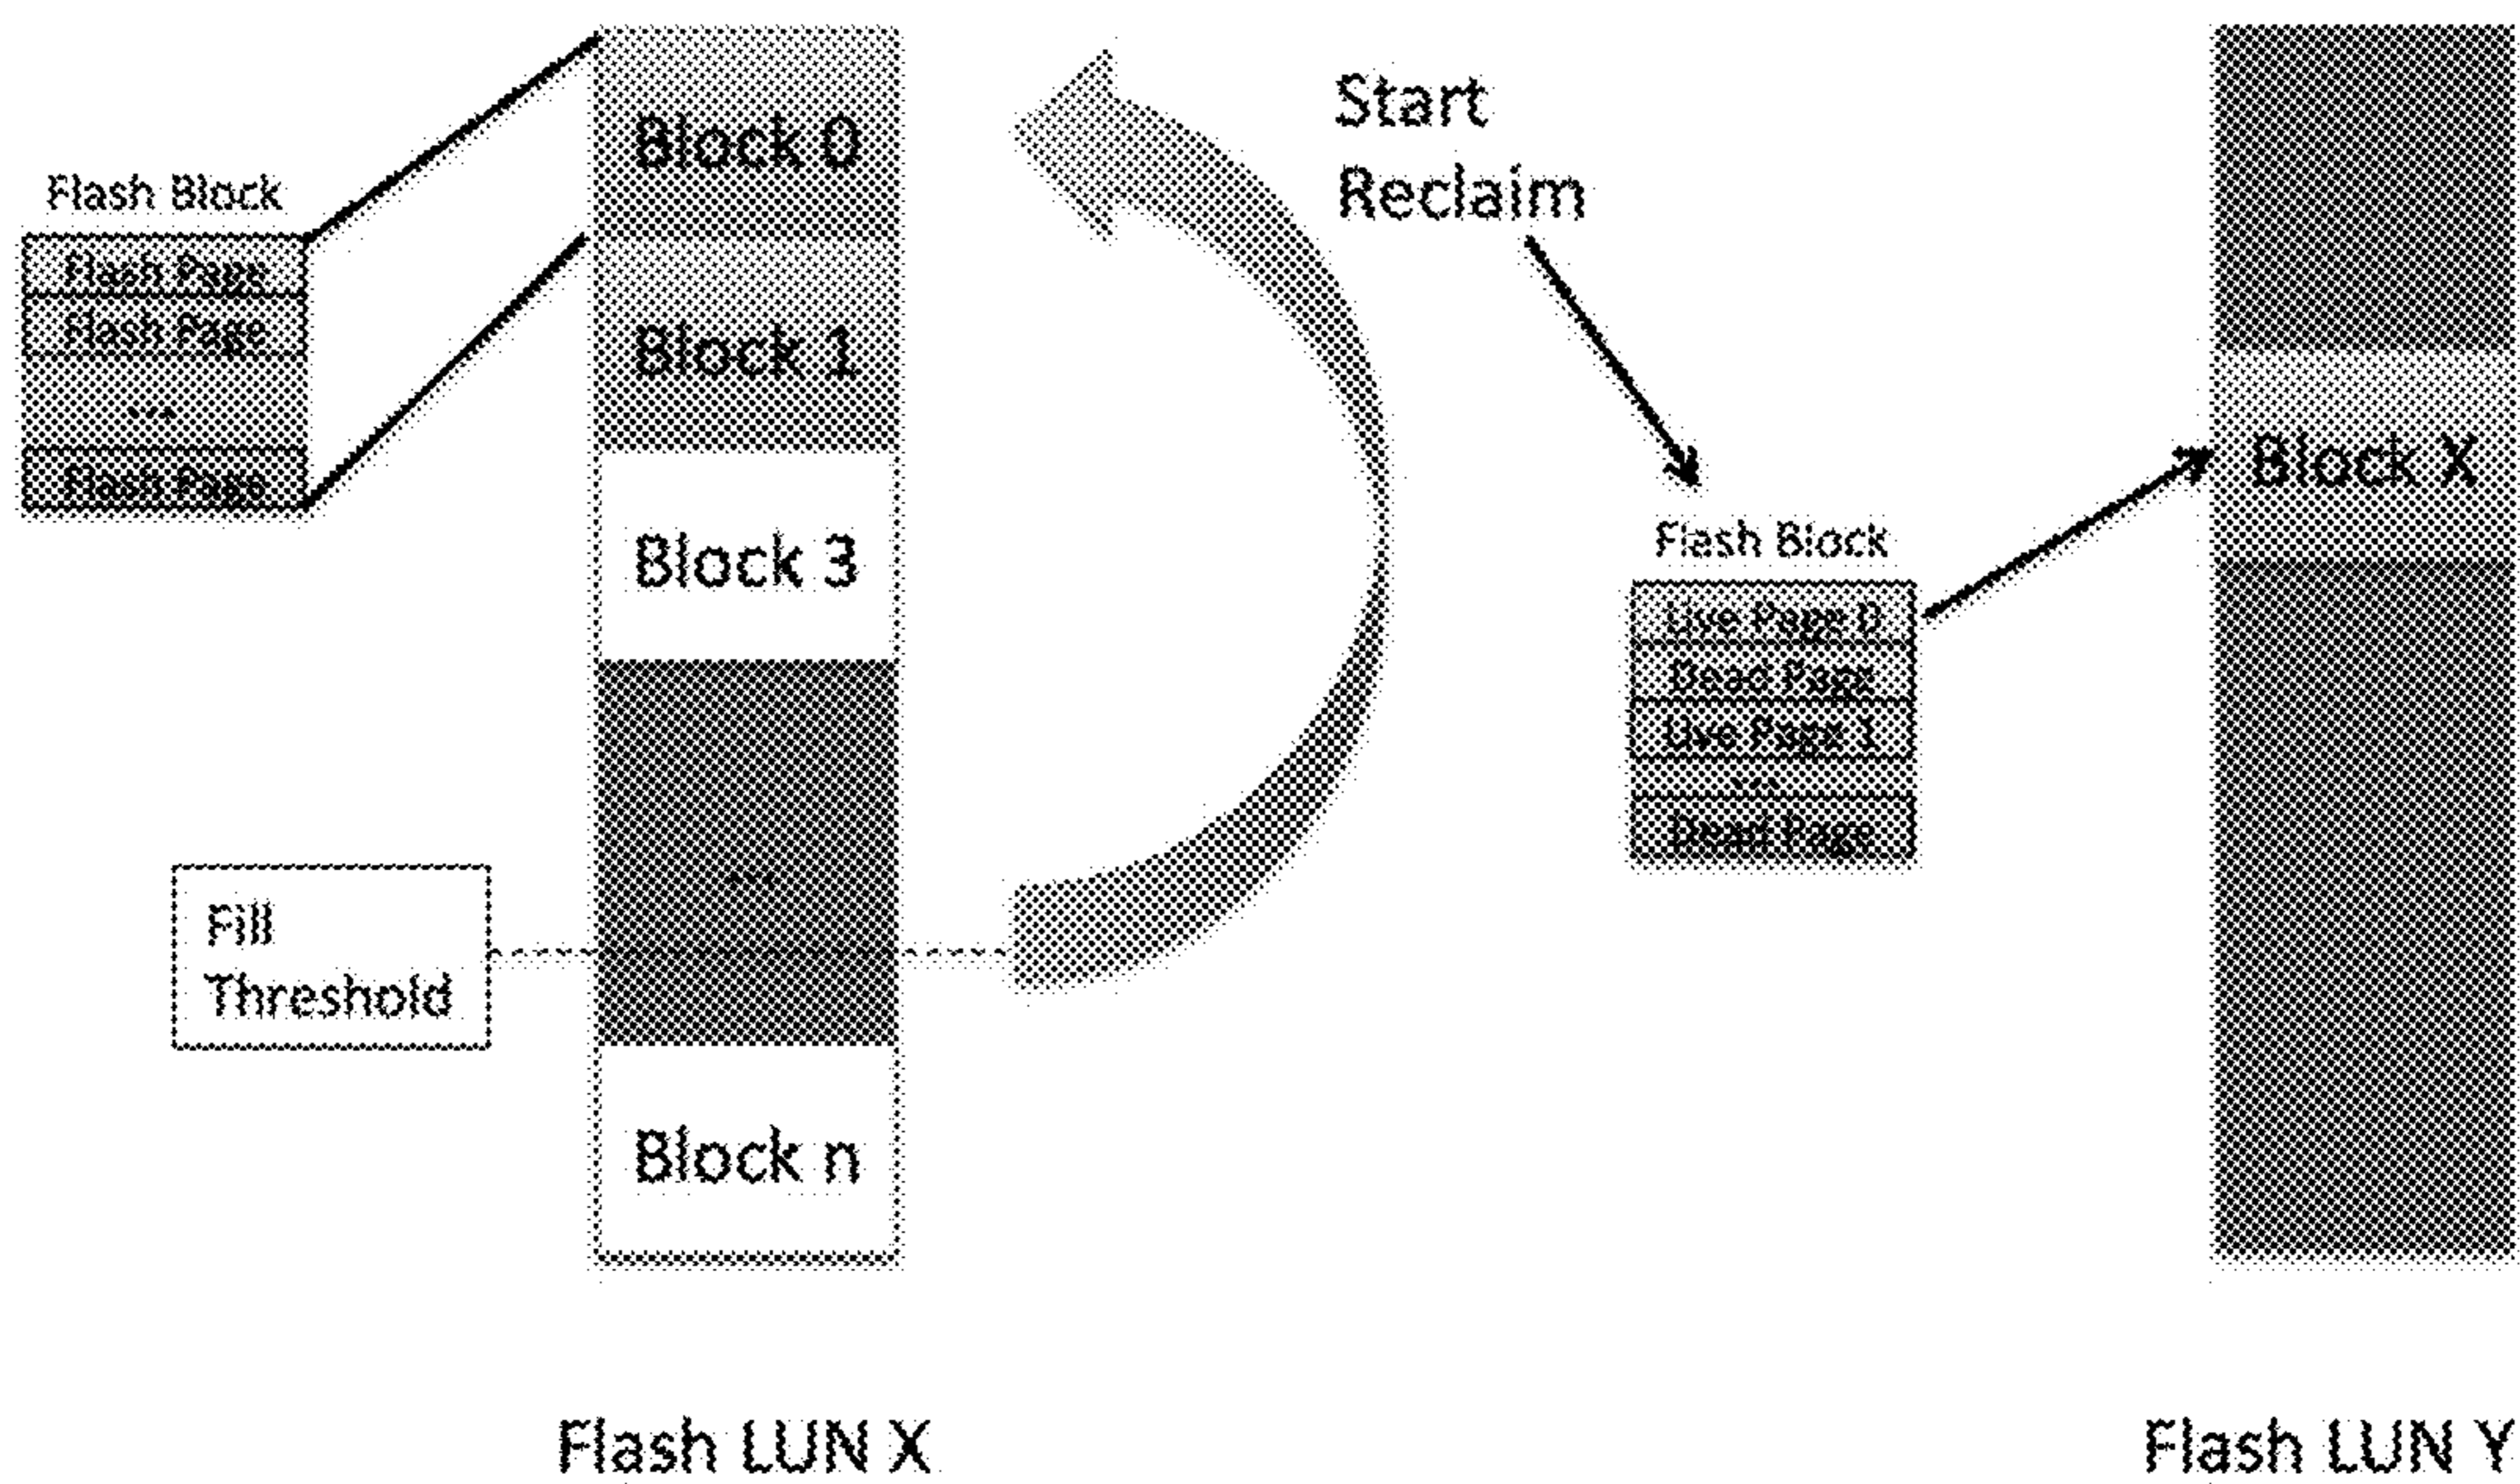 Flash Block
Flash Page
Flash Page
...
Flash Page
Block 0
Block 1
Block 3
...
Block n
Fill
Threshold
Flash LUN X
Start
Reclaim
Flash Block
Live Page 0
Dead Page
Live Page 1
...
Dead Page
Block X
Flash LUN Y